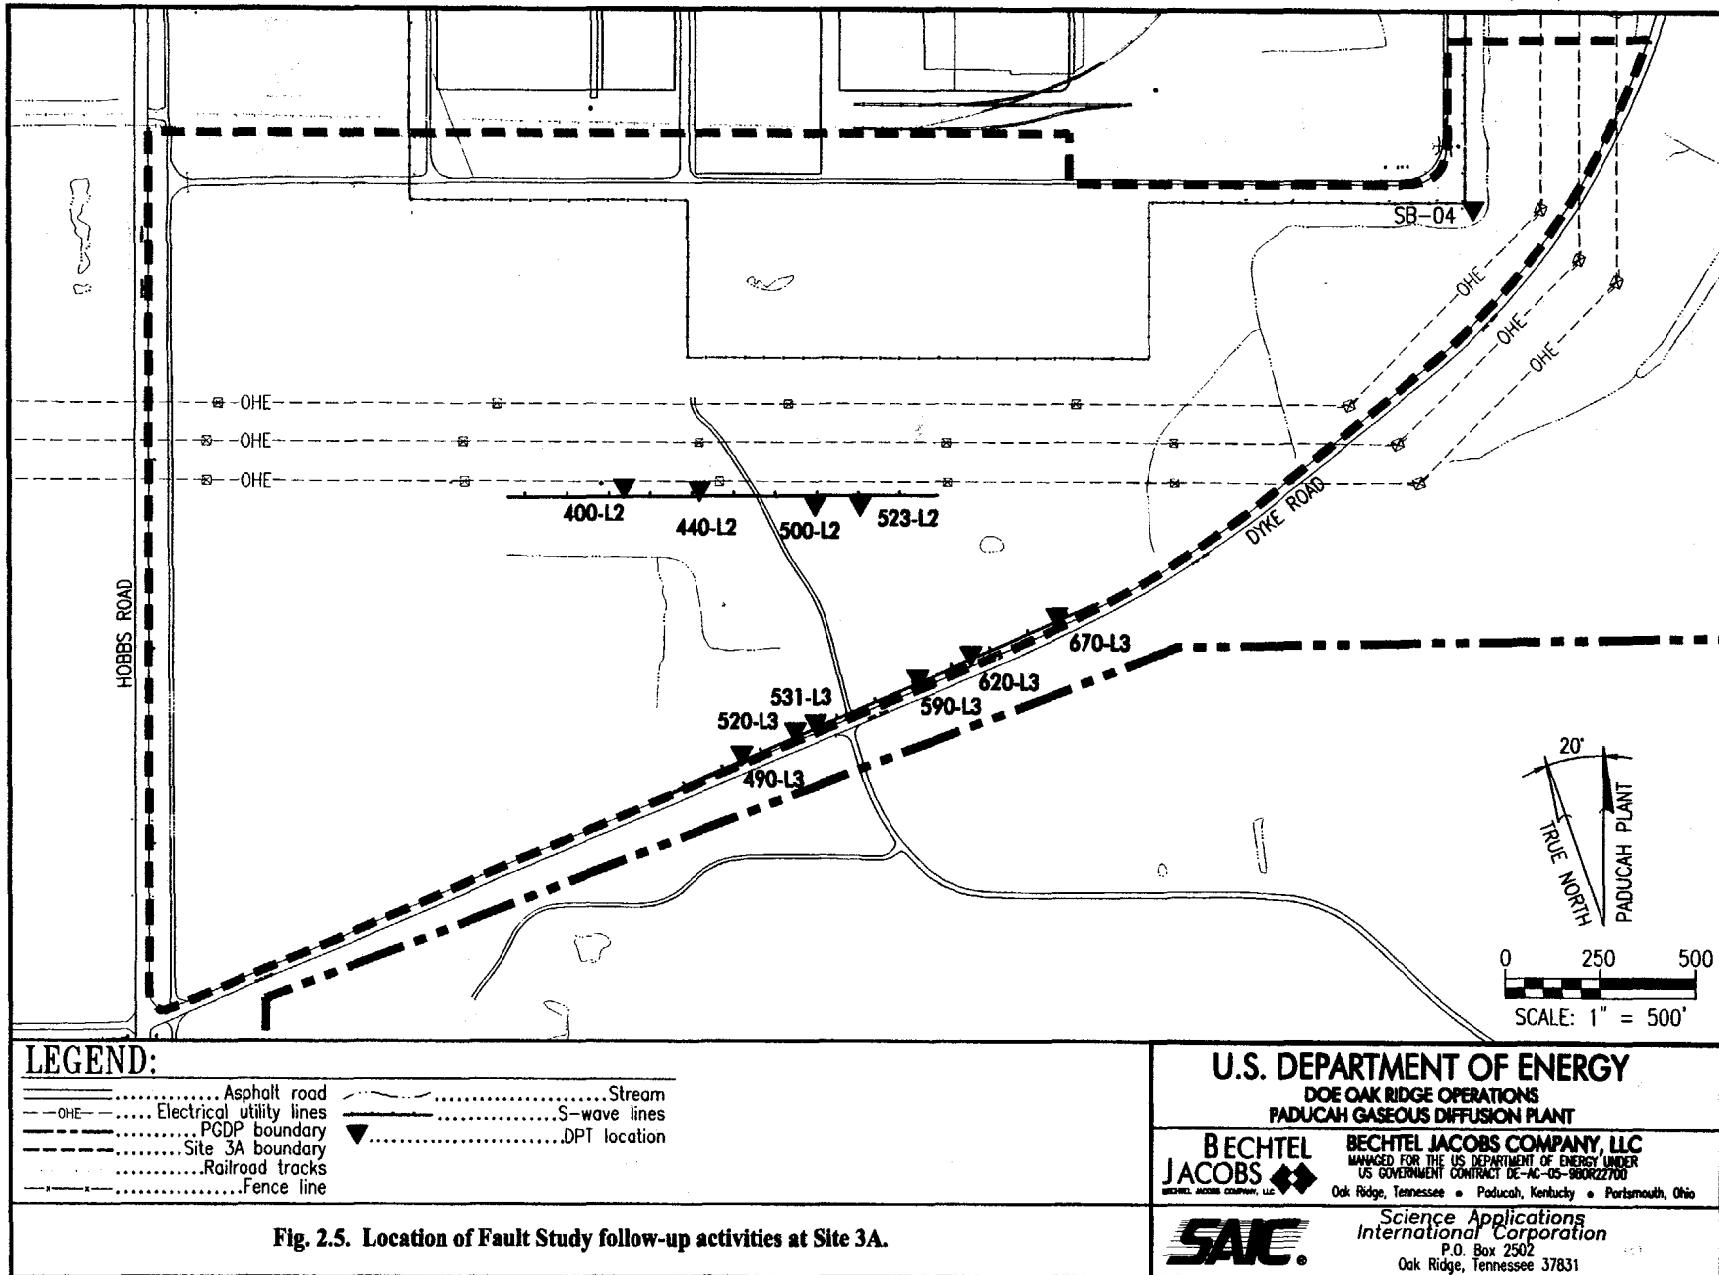 SB-04
OHE
OHE
OHE
OHE
OHE
OHE
400-L2
440-L2
500-L2
523-L2
DYKE ROAD
HOBBS ROAD
670-L3
620-L3
590-L3
531-L3
520-L3
490-L3
20°
TRUE NORTH
PADUCAH PLANT
0 250 500
SCALE: 1" = 500'
LEGEND:
Asphalt road
OHE Electrical utility lines
PGDP boundary
Site 3A boundary
Railroad tracks
Fence line
Stream
S-wave lines
DPT location
Fig. 2.5. Location of Fault Study follow-up activities at Site 3A.
U.S. DEPARTMENT OF ENERGY
DOE OAK RIDGE OPERATIONS
PADUCAH GASEOUS DIFFUSION PLANT
BECHTEL
JACOBS
BECHTEL JACOBS COMPANY, LLC
BECHTEL JACOBS COMPANY, LLC
MANAGED FOR THE US DEPARTMENT OF ENERGY UNDER
US GOVERNMENT CONTRACT DE-AC-05-98OR22700
Oak Ridge, Tennessee • Paducah, Kentucky • Portsmouth, Ohio
SAIC.
Science Applications
International Corporation
P.O. Box 2502
Oak Ridge, Tennessee 37831